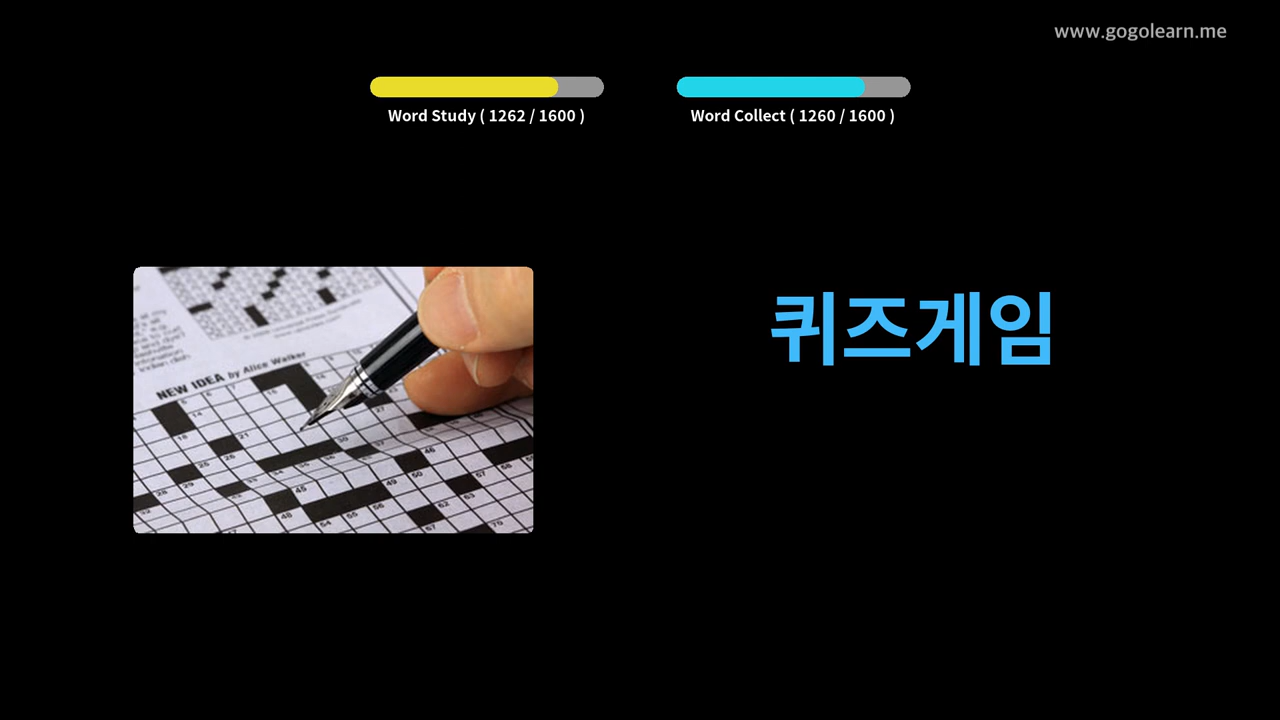 www.gogolearn.me
Word Study ( 1262 / 1600 )
Word Collect ( 1260 / 1600 )
퀴즈게임
NEW IDEA by Alice Walker